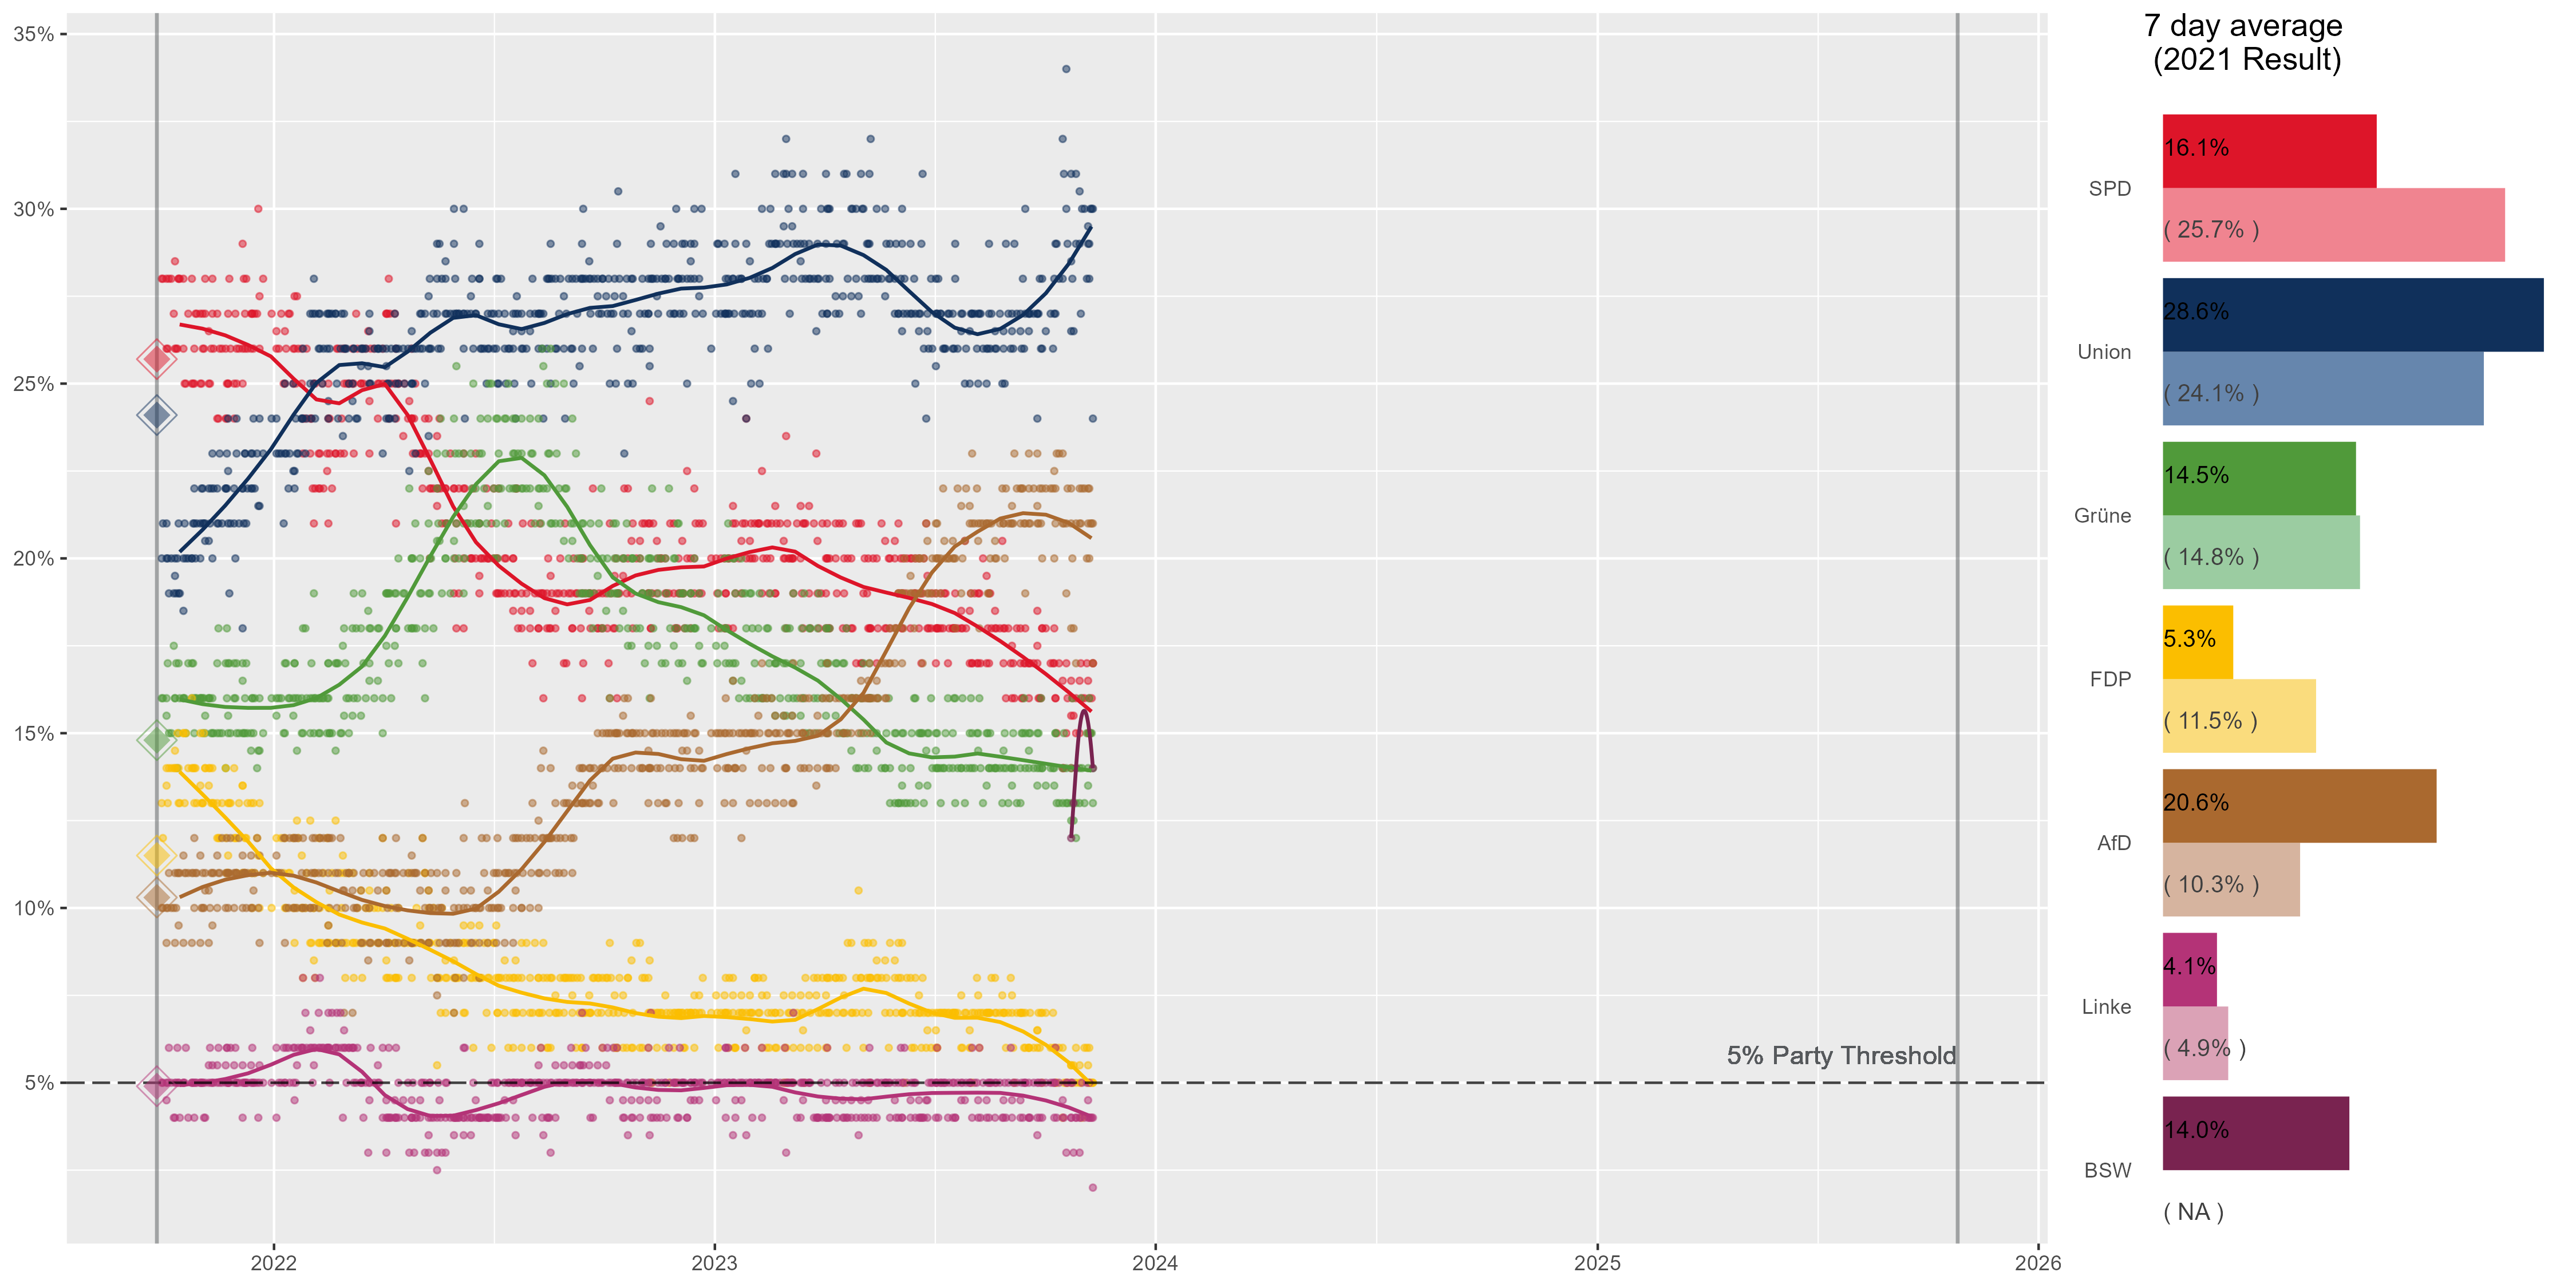 35%
30%
25%
20%
15%
10%
5%
5% Party Threshold
2022
2023
2024
2025
2026
7 day average
(2021 Result)
SPD
16.1%
( 25.7% )
Union
28.6%
( 24.1% )
Grüne
14.5%
( 14.8% )
FDP
5.3%
( 11.5% )
AfD
20.6%
( 10.3% )
Linke
4.1%
( 4.9% )
BSW
14.0%
( NA )